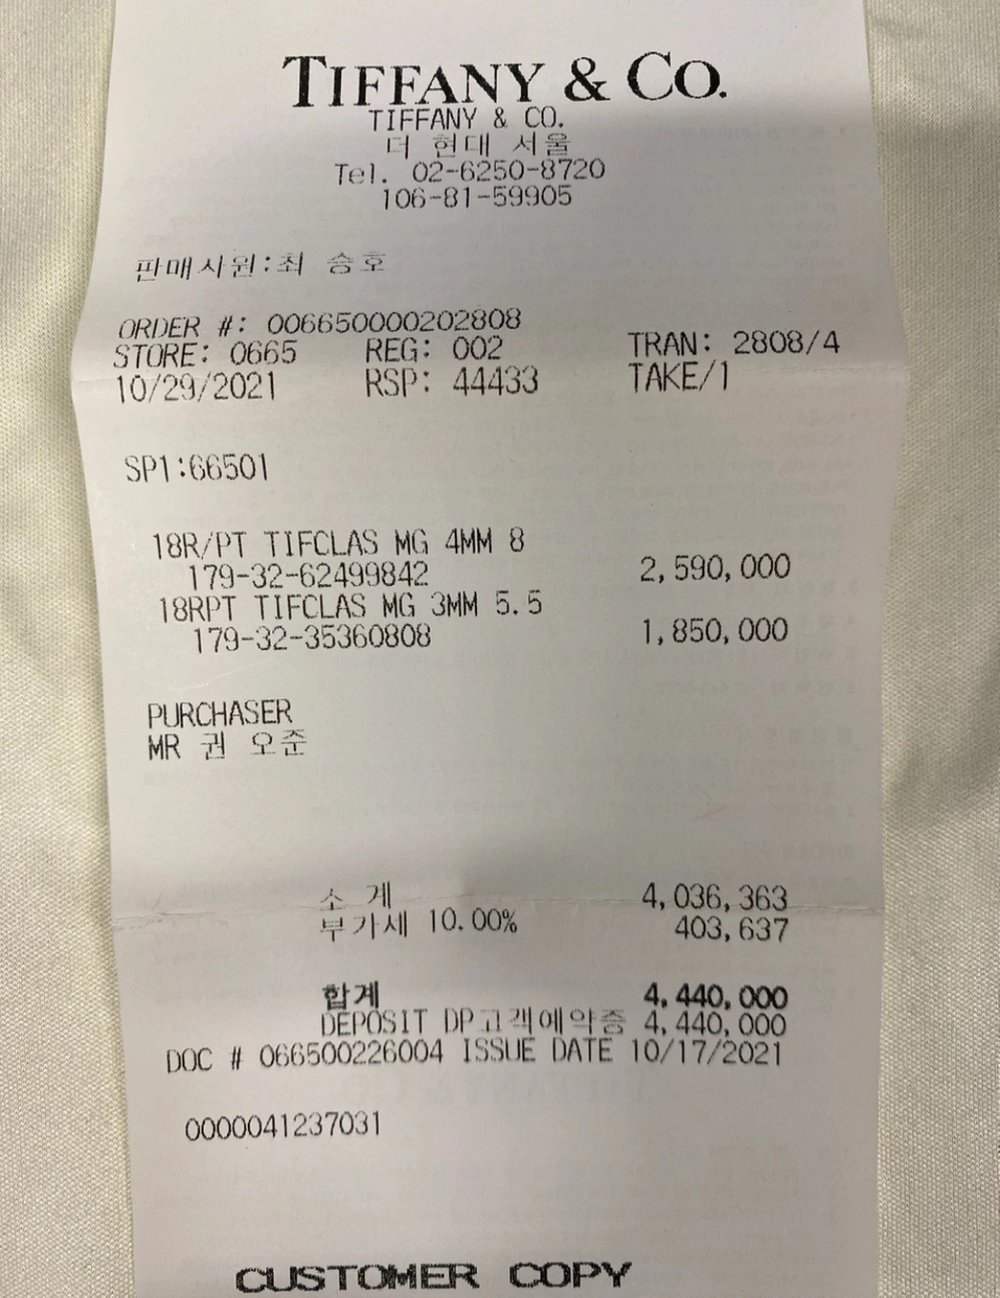 TIFFANY & CO.
TIFFANY & CO.
더 현대 서울
Tel. 02-6250-8720
106-81-59905
판매사원:최 승호
ORDER #: 006650000202808
STORE: 0665 REG: 002 TRAN: 2808/4
10/29/2021 RSP: 44433 TAKE/1
SP1:66501
18R/PT TIFCLAS MG 4MM 8
179-32-62499842 2,590,000
18RPT TIFCLAS MG 3MM 5.5
179-32-35360808 1,850,000
PURCHASER
MR 권 오준
소 계 4,036,363
부가세 10.00% 403,637
합계 4,440,000
DEPOSIT DP고객예약증 4,440,000
DOC # 066500226004 ISSUE DATE 10/17/2021
0000041237031
CUSTOMER COPY